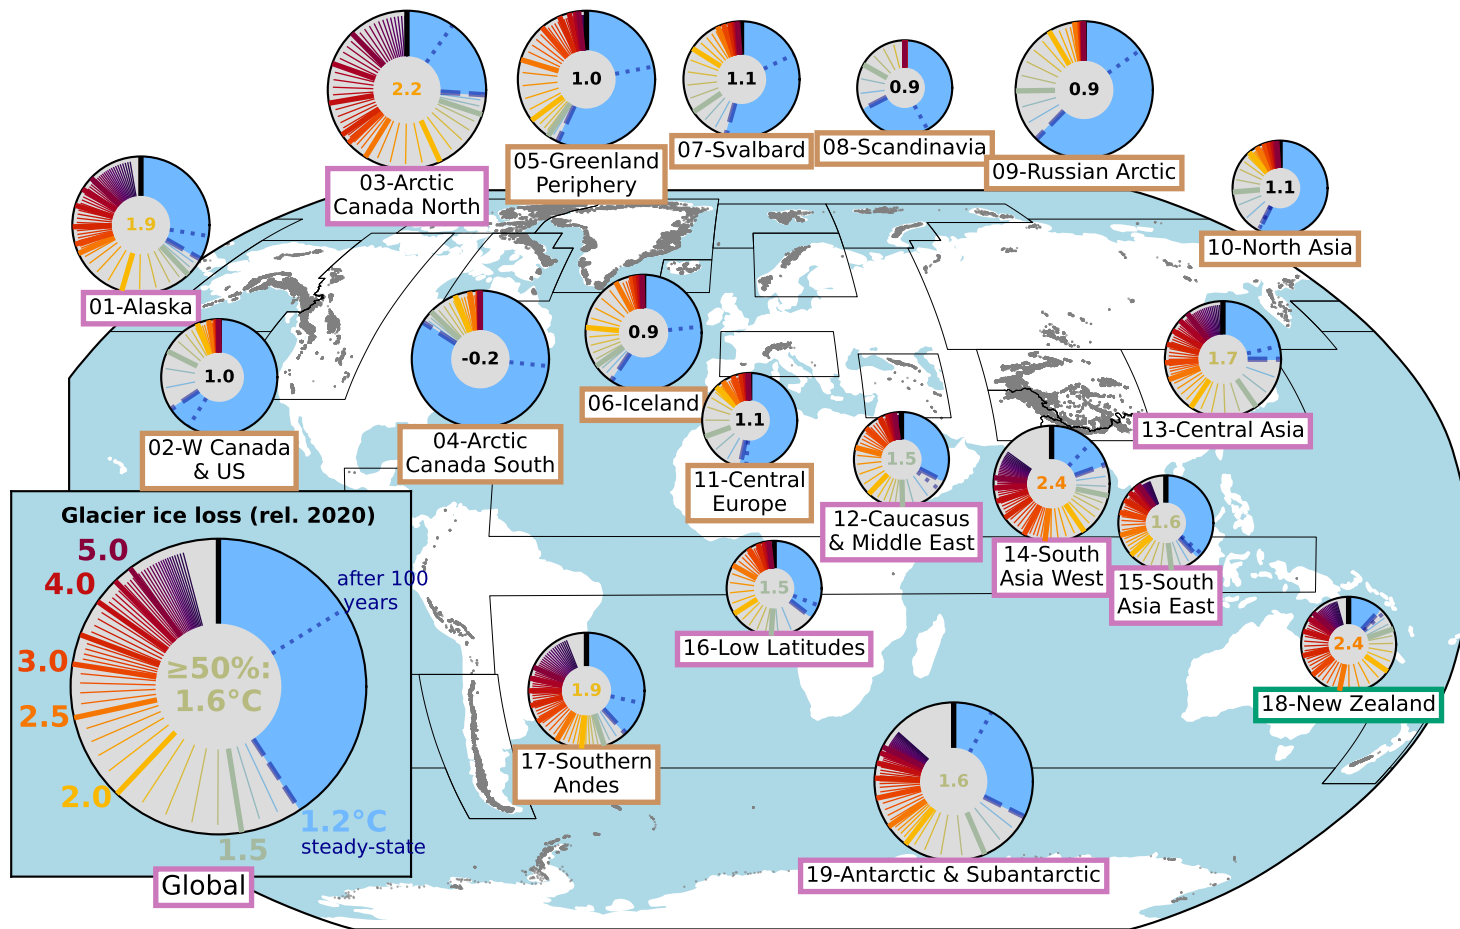 2.2
03-Arctic
Canada North
1.0
05-Greenland
Periphery
1.1
07-Svalbard
0.9
08-Scandinavia
0.9
09-Russian Arctic
1.1
10-North Asia
1.9
01-Alaska
1.0
02-W Canada
& US
-0.2
04-Arctic
Canada South
0.9
06-Iceland
1.1
11-Central
Europe
1.5
12-Caucasus
& Middle East
1.7
13-Central Asia
2.4
14-South
Asia West
1.6
15-South
Asia East
1.5
16-Low Latitudes
1.9
17-Southern
Andes
2.4
18-New Zealand
1.6
19-Antarctic & Subantarctic
Glacier ice loss (rel. 2020)
5.0
4.0
3.0
2.5
2.0
1.5
1.2°C
steady-state
after 100
years
≥50%:
1.6°C
Global